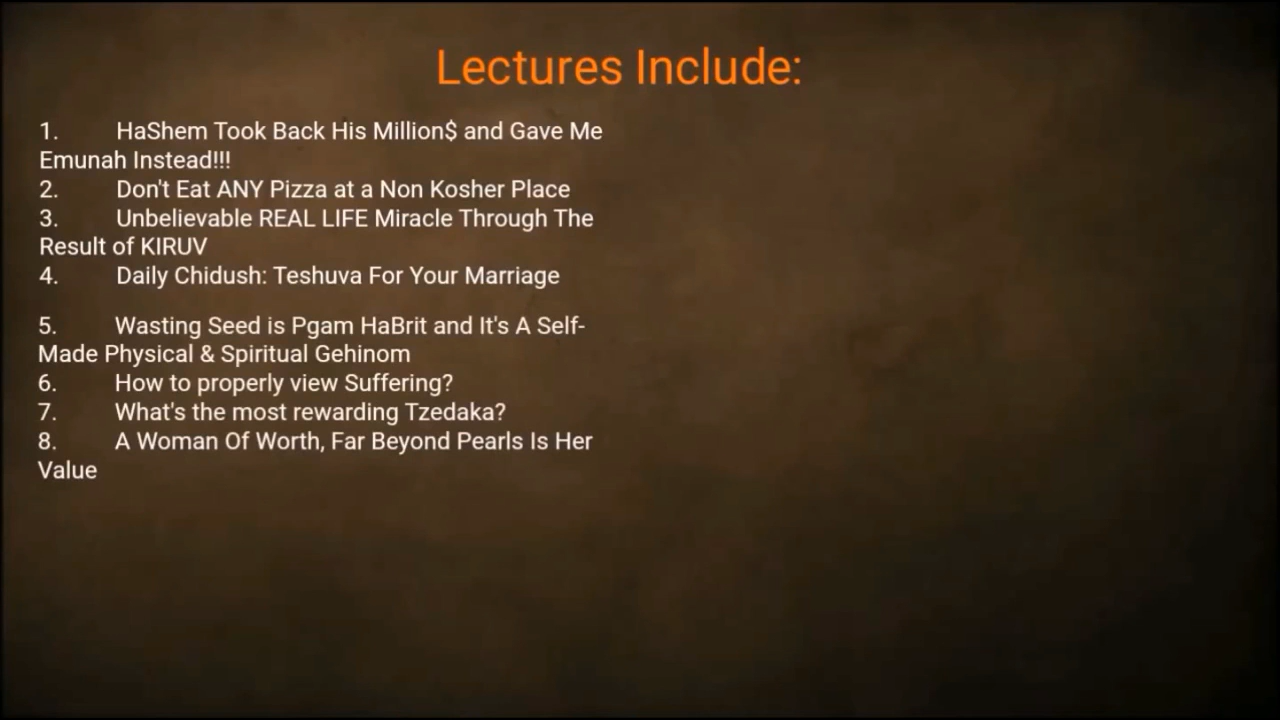 Lectures Include:
1. HaShem Took Back His Million$ and Gave Me
Emunah Instead!!!
2. Don't Eat ANY Pizza at a Non Kosher Place
3. Unbelievable REAL LIFE Miracle Through The
Result of KIRUV
4. Daily Chidush: Teshuva For Your Marriage
5. Wasting Seed is Pgam HaBrit and It's A Self-
Made Physical & Spiritual Gehinom
6. How to properly view Suffering?
7. What's the most rewarding Tzedaka?
8. A Woman Of Worth, Far Beyond Pearls Is Her
Value